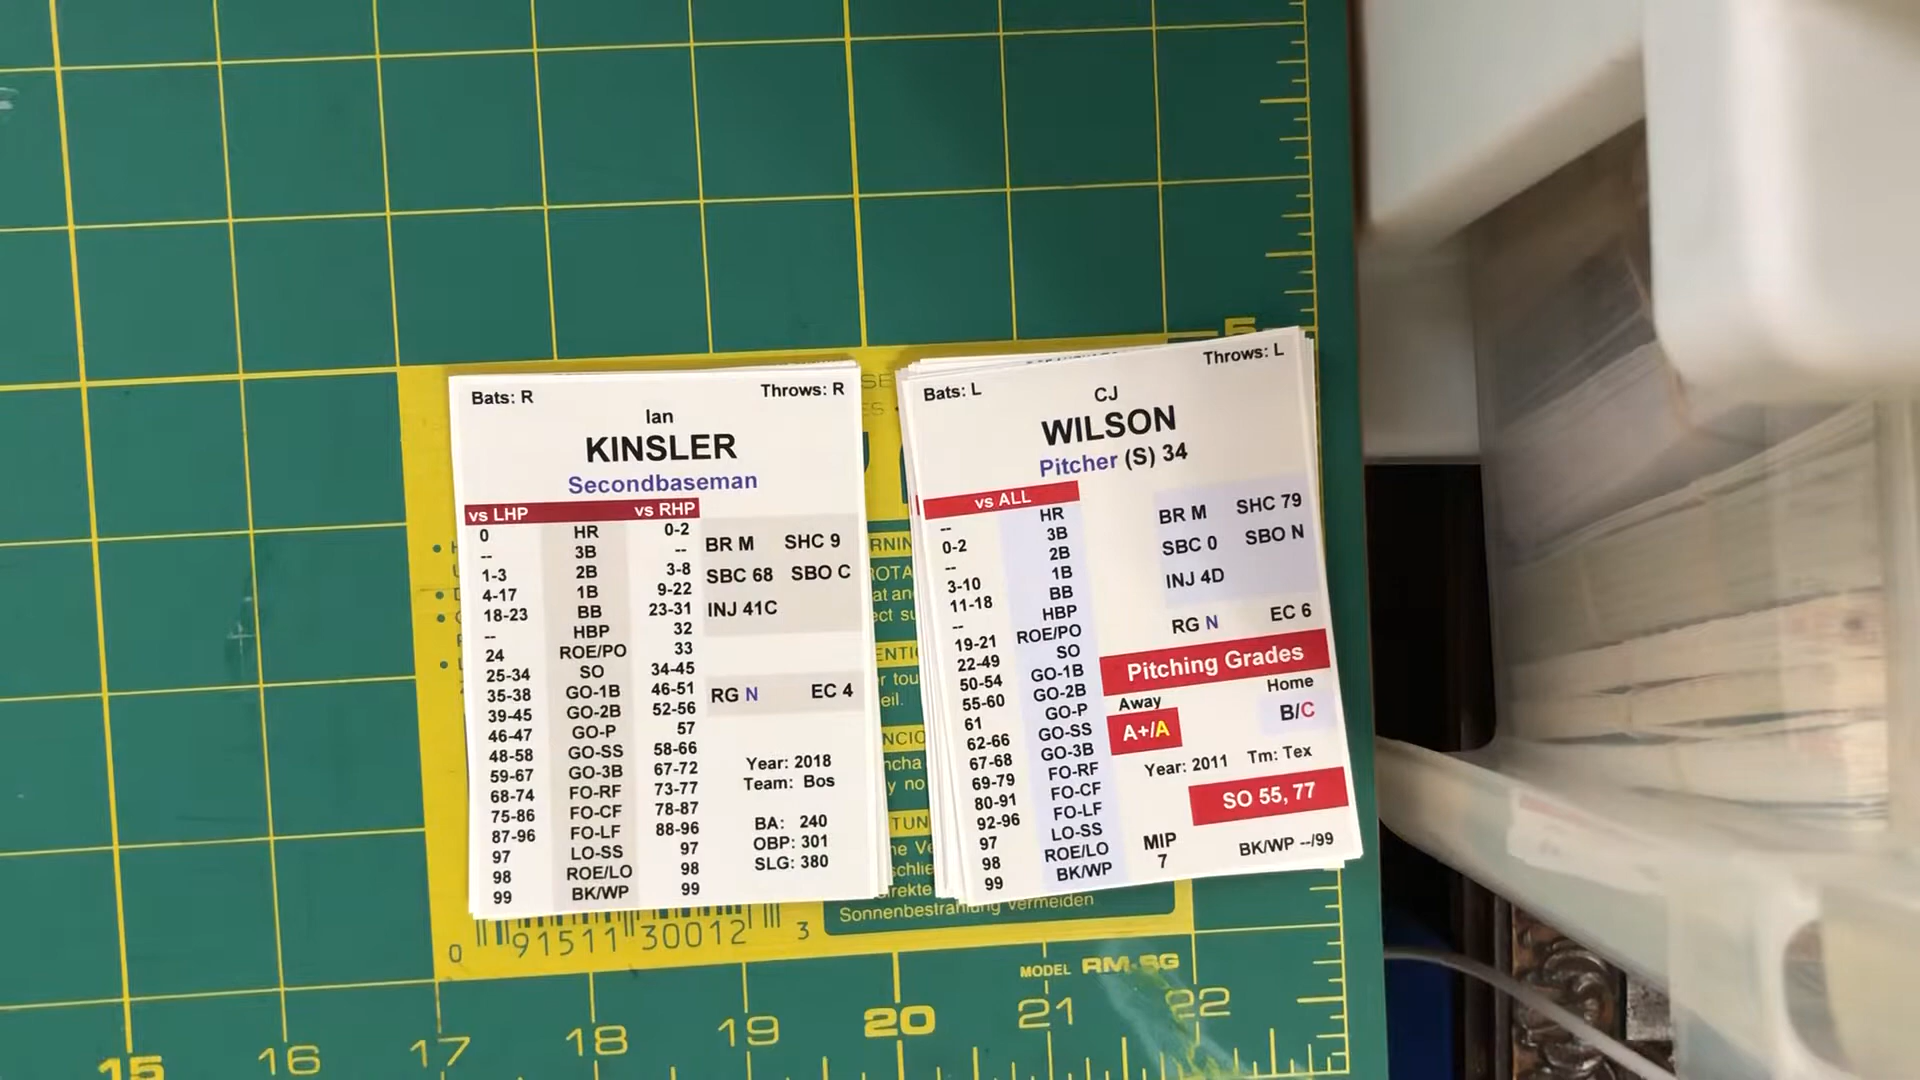 Bats: R Throws: R
Ian
KINSLER
Secondbaseman
vs LHP vs RHP
0 HR 0-2
-- 3B --
1-3 2B 3-8
4-17 1B 9-22
18-23 BB 23-31
-- HBP 32
24 ROE/PO 33
25-34 SO 34-45
35-38 GO-1B 46-51
39-45 GO-2B 52-56
46-47 GO-P 57
48-58 GO-SS 58-66
59-67 GO-3B 67-72
68-74 FO-RF 73-77
75-86 FO-CF 78-87
87-96 FO-LF 88-96
97 LO-SS 97
98 ROE/LO 98
99 BK/WP 99
BR M SHC 9
SBC 68 SBO C
INJ 41C
RG N EC 4
Year: 2018
Team: Bos
BA: 240
OBP: 301
SLG: 380
Bats: L Throws: L
CJ
WILSON
Pitcher (S) 34
vs ALL
-- HR
0-2 3B
-- 2B
3-10 1B
11-18 BB
-- HBP
19-21 ROE/PO
22-49 SO
50-54 GO-1B
55-60 GO-2B
61 GO-P
62-66 GO-SS
67-68 GO-3B
69-79 FO-RF
80-91 FO-CF
92-96 FO-LF
97 LO-SS
98 ROE/LO
99 BK/WP
BR M SHC 79
SBC 0 SBO N
INJ 4D
RG N EC 6
Pitching Grades
Away Home
A+/A B/C
Year: 2011 Tm: Tex
SO 55, 77
MIP
7
BK/WP --/99
5
Sonnenbestrahlung vermeiden
0 91511 30012 3
MODEL RM-SG
15 16 17 18 19 20 21 22